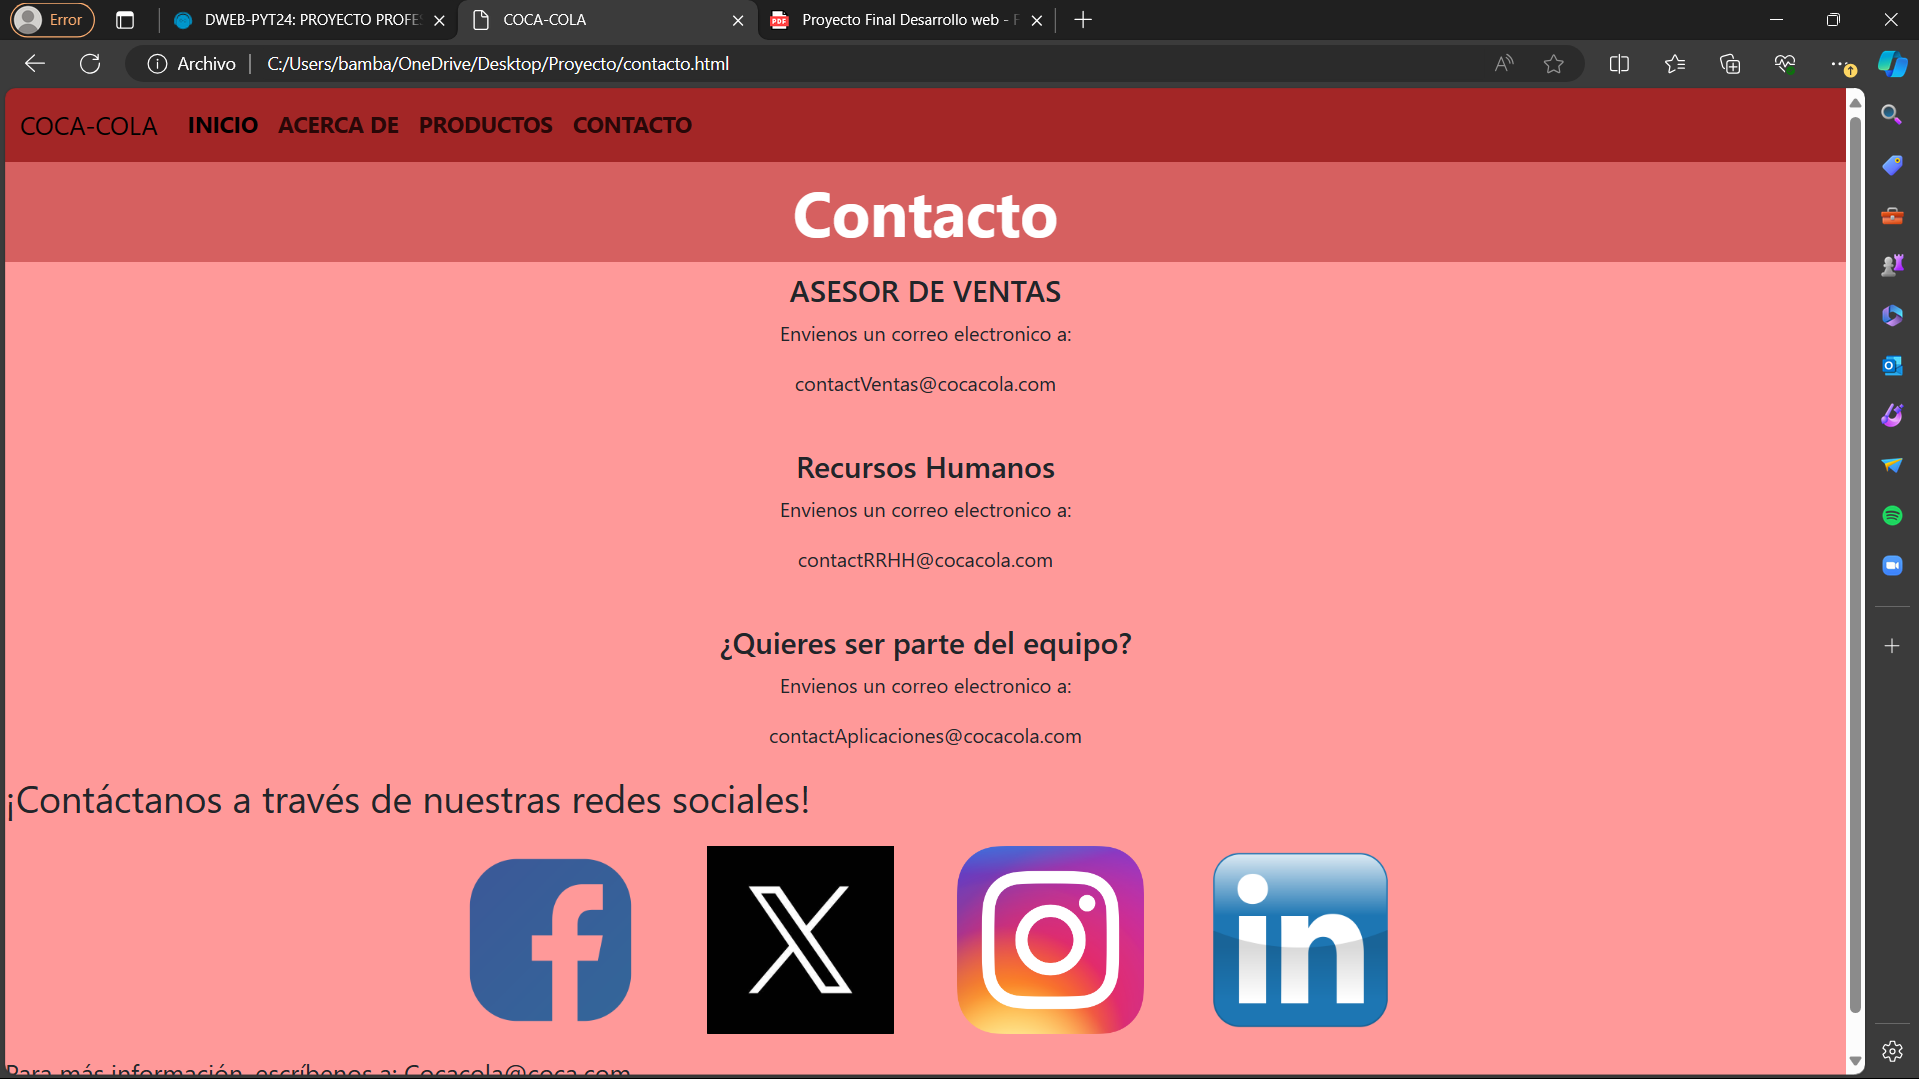 Error
DWEB-PYT24: PROYECTO PROFES
COCA-COLA
Proyecto Final Desarrollo web - F
Archivo
C:/Users/bamba/OneDrive/Desktop/Proyecto/contacto.html
COCA-COLA INICIO ACERCA DE PRODUCTOS CONTACTO
Contacto
ASESOR DE VENTAS
Envienos un correo electronico a:
contactVentas@cocacola.com
Recursos Humanos
Envienos un correo electronico a:
contactRRHH@cocacola.com
¿Quieres ser parte del equipo?
Envienos un correo electronico a:
contactAplicaciones@cocacola.com
¡Contáctanos a través de nuestras redes sociales!
in
Para más información, escríbenos a: Cocacola@coca.com